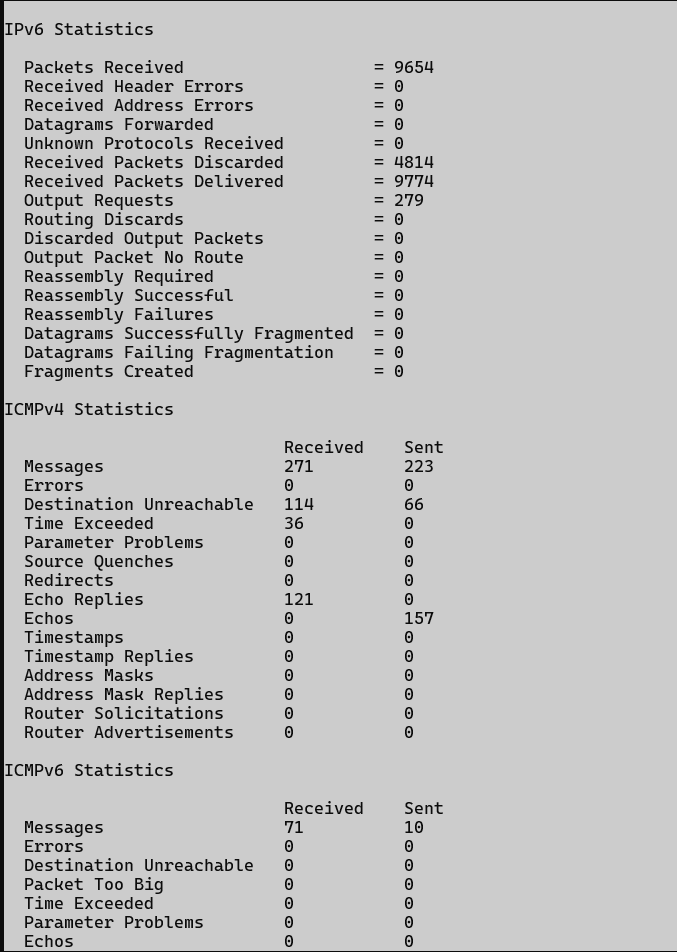 IPv6 Statistics
Packets Received = 9654
Received Header Errors = 0
Received Address Errors = 0
Datagrams Forwarded = 0
Unknown Protocols Received = 0
Received Packets Discarded = 4814
Received Packets Delivered = 9774
Output Requests = 279
Routing Discards = 0
Discarded Output Packets = 0
Output Packet No Route = 0
Reassembly Required = 0
Reassembly Successful = 0
Reassembly Failures = 0
Datagrams Successfully Fragmented = 0
Datagrams Failing Fragmentation = 0
Fragments Created = 0
ICMPv4 Statistics
Received Sent
Messages 271 223
Errors 0 0
Destination Unreachable 114 66
Time Exceeded 36 0
Parameter Problems 0 0
Source Quenches 0 0
Redirects 0 0
Echo Replies 121 0
Echos 0 157
Timestamps 0 0
Timestamp Replies 0 0
Address Masks 0 0
Address Mask Replies 0 0
Router Solicitations 0 0
Router Advertisements 0 0
ICMPv6 Statistics
Received Sent
Messages 71 10
Errors 0 0
Destination Unreachable 0 0
Packet Too Big 0 0
Time Exceeded 0 0
Parameter Problems 0 0
Echos 0 0